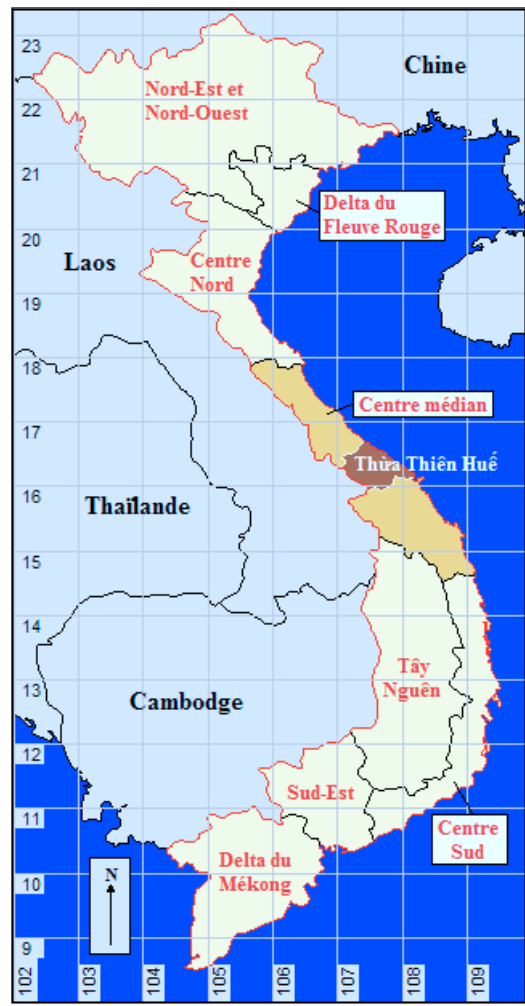 23
Chine
Nord-Est et
Nord-Ouest
22
21
Delta du
Fleuve Rouge
20
Centre
Nord
Laos
19
18
Centre médian
17
Thừa Thiên Huế
16
Thaïlande
15
14
Tây
Nguên
13
Cambodge
12
Sud-Est
11
Centre
Sud
Delta du
Mékong
10
N
9
102
103
104
105
106
107
108
109